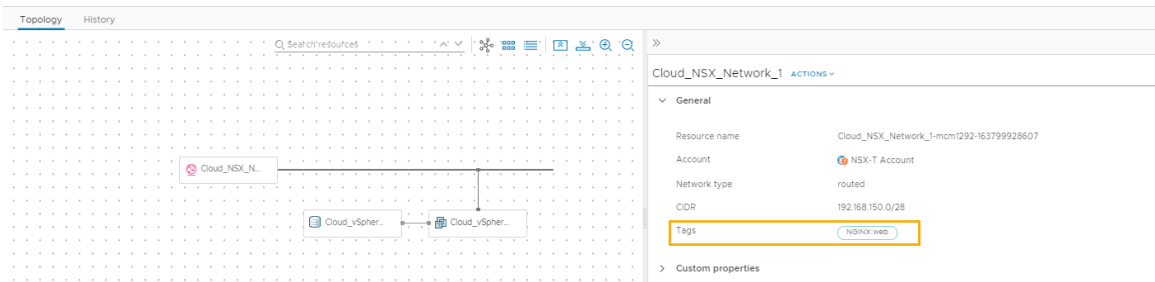 Topology History
Search resources
Cloud_NSX_N...
Cloud_vSpher...
Cloud_vSpher...
Cloud_NSX_Network_1 ACTIONS
General
Resource name Cloud_NSX_Network_1-mcm1292-163799928607
Account NSX-T Account
Network type routed
CIDR 192.168.150.0/28
Tags NGINX:web
Custom properties